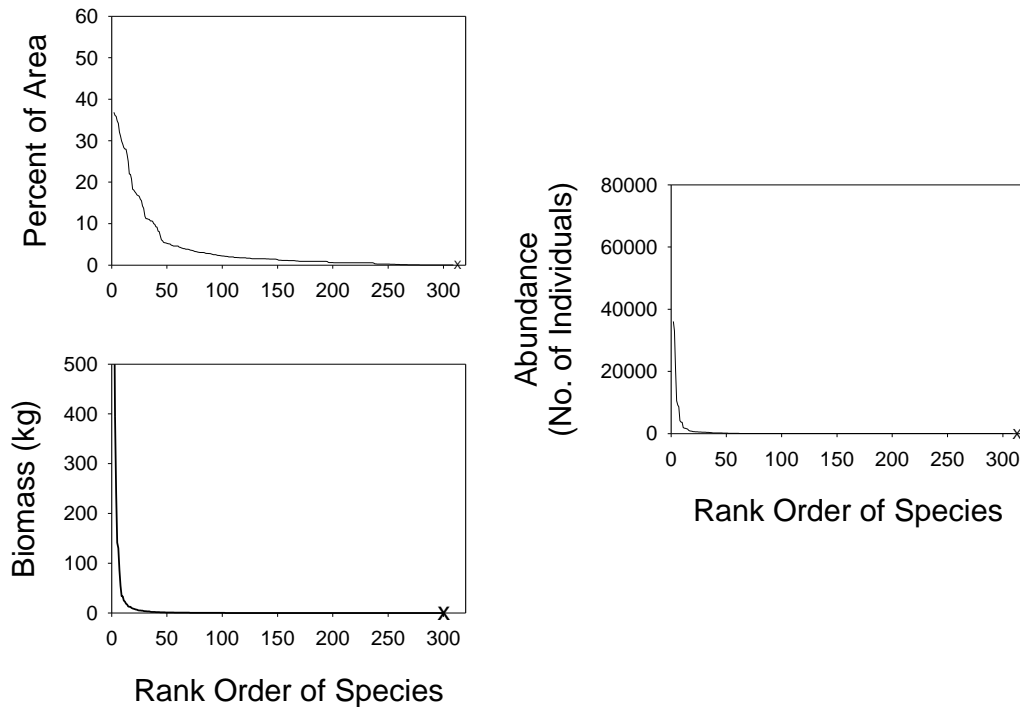 Percent of Area
60
50
40
30
20
10
0
x
0 50 100 150 200 250 300
Biomass (kg)
500
400
300
200
100
0
x
0 50 100 150 200 250 300
Rank Order of Species
Abundance
(No. of Individuals)
80000
60000
40000
20000
0
x
0 50 100 150 200 250 300
Rank Order of Species